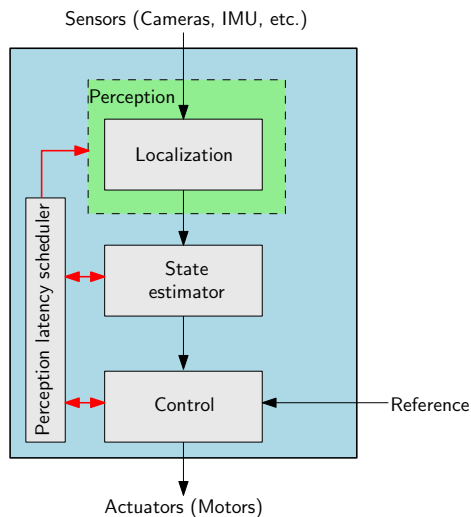 Sensors (Cameras, IMU, etc.)
Perception
Localization
Perception latency scheduler
State
estimator
Control
Reference
Actuators (Motors)